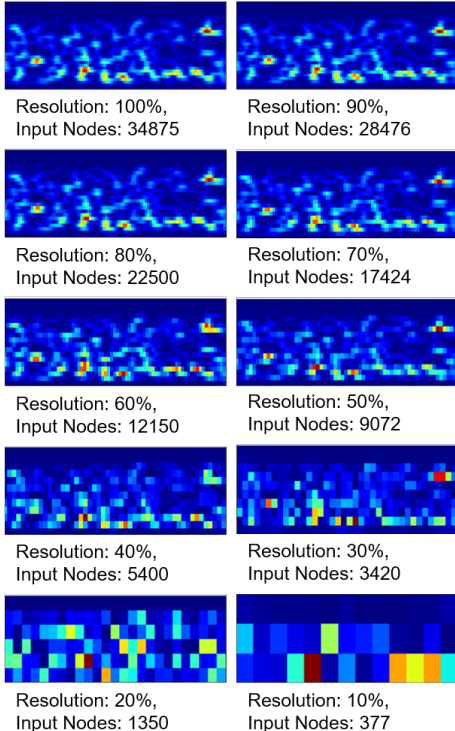 Resolution: 100%,
Input Nodes: 34875
Resolution: 90%,
Input Nodes: 28476
Resolution: 80%,
Input Nodes: 22500
Resolution: 70%,
Input Nodes: 17424
Resolution: 60%,
Input Nodes: 12150
Resolution: 50%,
Input Nodes: 9072
Resolution: 40%,
Input Nodes: 5400
Resolution: 30%,
Input Nodes: 3420
Resolution: 20%,
Input Nodes: 1350
Resolution: 10%,
Input Nodes: 377